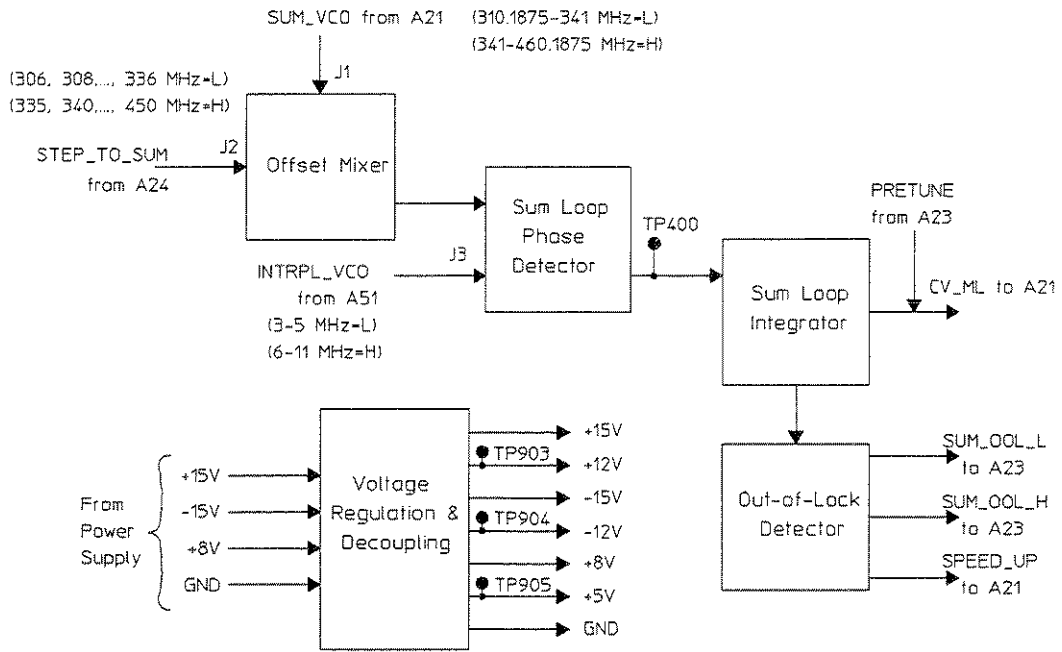 SUM_VCO from A21 (310.1875-341 MHz=L)
(341-460.1875 MHz=H)
J1
(306, 308,..., 336 MHz=L)
(335, 340,..., 450 MHz=H)
J2
STEP_TO_SUM
from A24
Offset Mixer
Sum Loop
Phase
Detector
TP400
PRETUNE
from A23
J3
INTRPL_VCO
from A51
(3-5 MHz=L)
(6-11 MHz=H)
Sum Loop
Integrator
CV_ML to A21
From
Power
Supply
+15V
-15V
+8V
GND
Voltage
Regulation &
Decoupling
+15V
TP903
+12V
-15V
TP904
-12V
+8V
TP905
+5V
GND
Out-of-Lock
Detector
SUM_OOL_L
to A23
SUM_OOL_H
to A23
SPEED_UP
to A21